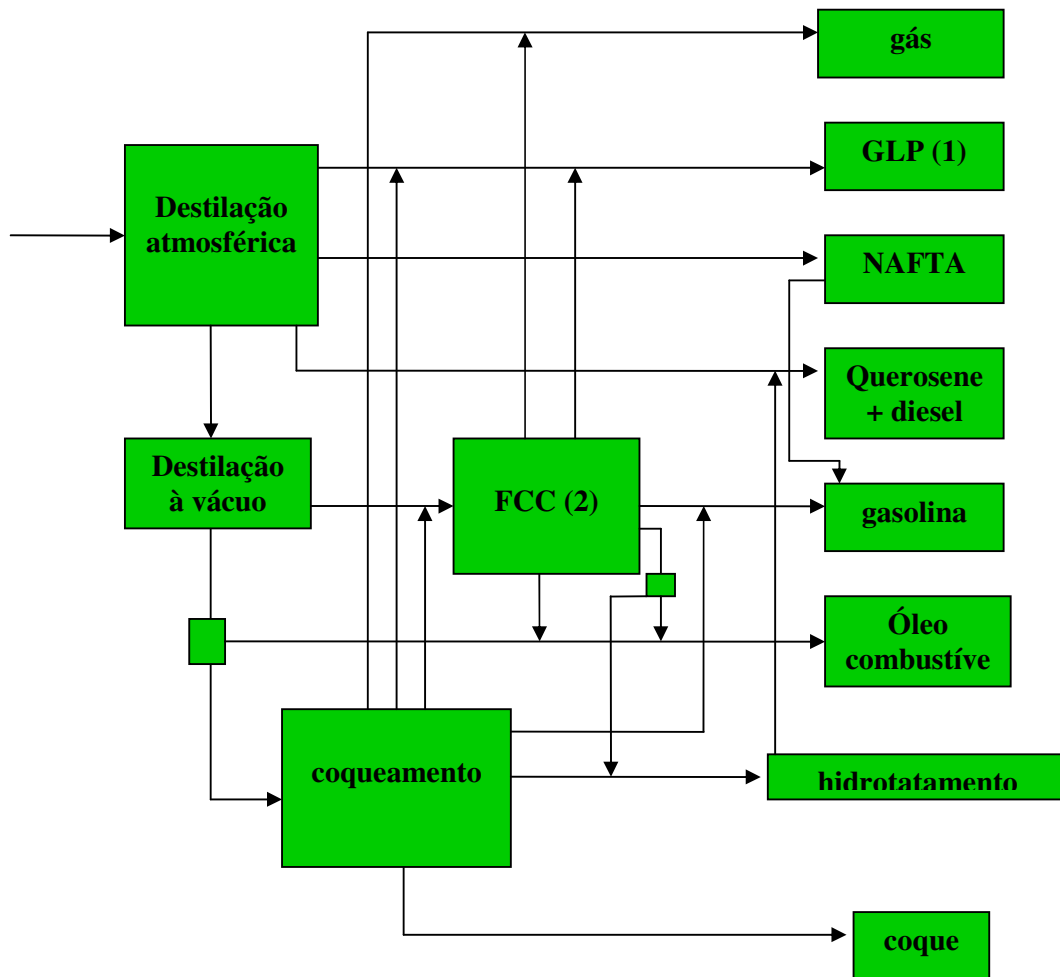 gás
GLP (1)
Destilação
atmosférica
NAFTA
Querosene
+ diesel
Destilação
à vácuo
FCC (2)
gasolina
Óleo
combustíve
coqueamento
hidrotatamento
coque